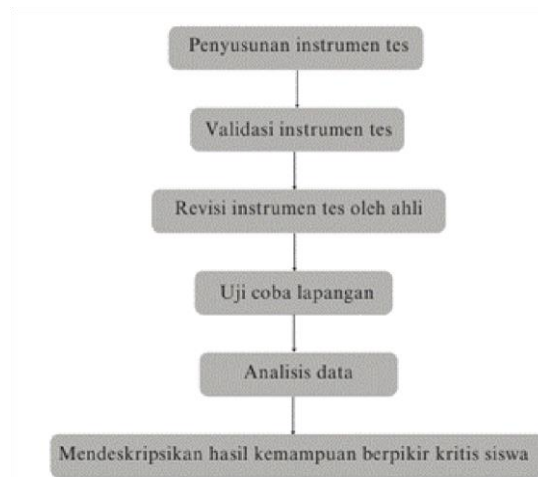 Penyusunan instrumen tes
Validasi instrumen tes
Revisi instrumen tes oleh ahli
Uji coba lapangan
Analisis data
Mendeskripsikan hasil kemampuan berpikir kritis siswa